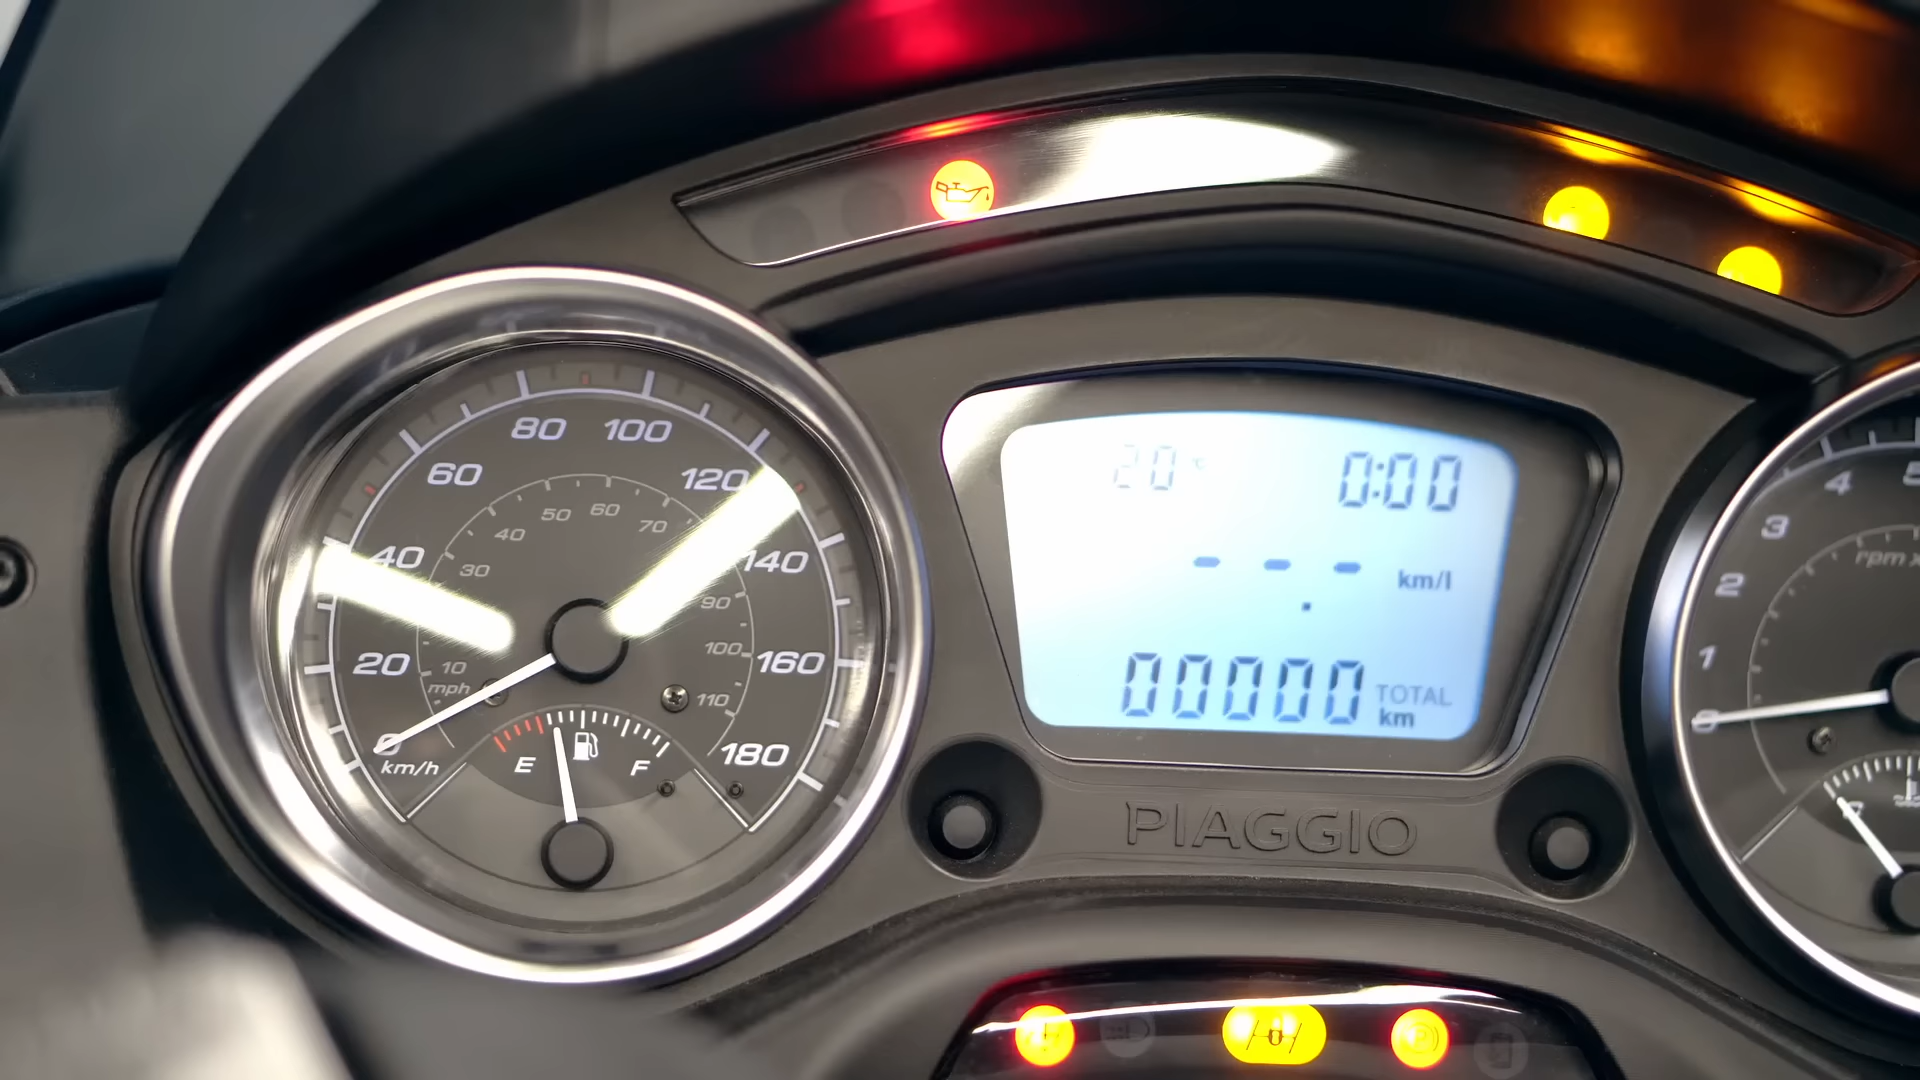 80 100
60 120
40 140
20 160
0 180
km/h
50 60
40 70
30
90
10 100
mph 110
E F
20 °C 0:00
- - - km/l
.
00000 TOTAL
km
PIAGGIO
4 5
3
2
1
0
rpm x